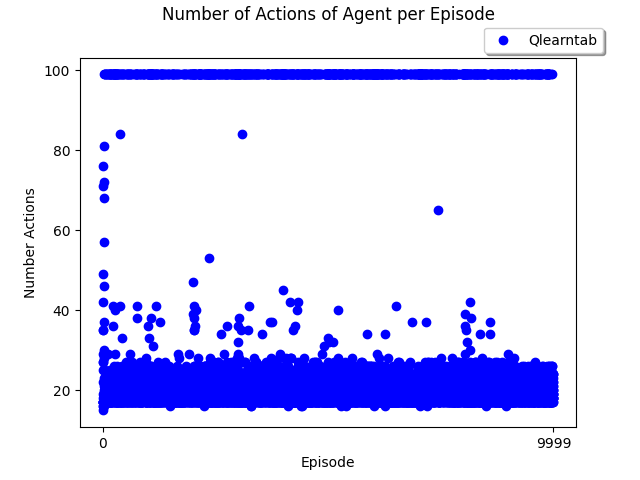 Number of Actions of Agent per Episode
Qlearntab
100
80
60
40
20
Number Actions
0
9999
Episode